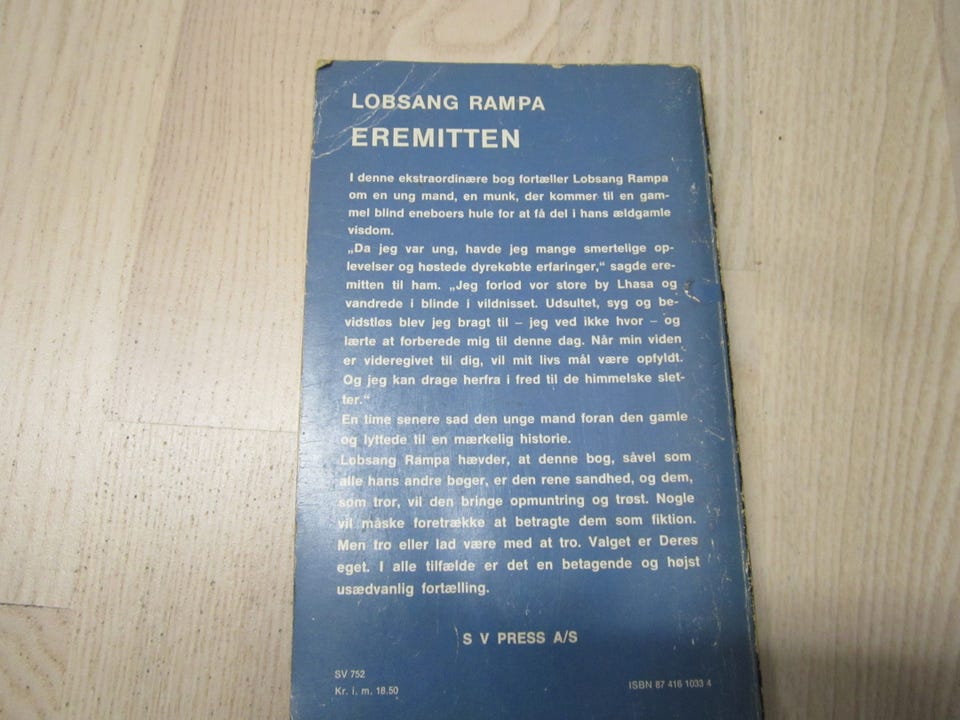 LOBSANG RAMPA
EREMITTEN
I denne ekstraordinære bog fortæller Lobsang Rampa
om en ung mand, en munk, der kommer til en gam-
mel blind eneboers hule for at få del i hans ældgamle
visdom.
„Da jeg var ung, havde jeg mange smertelige op-
levelser og høstede dyrekøbte erfaringer,“ sagde ere-
mitten til ham. „Jeg forlod vor store by Lhasa og
vandrede i blinde i vildnisset. Udsultet, syg og be-
vidstløs blev jeg bragt til – jeg ved ikke hvor – og
lærte at forberede mig til denne dag. Når min viden
er videregivet til dig, vil mit livs mål være opfyldt.
Og jeg kan drage herfra i fred til de himmelske slet-
ter.“
En time senere sad den unge mand foran den gamle
og lyttede til en mærkelig historie.
Lobsang Rampa hævder, at denne bog, såvel som
alle hans andre bøger, er den rene sandhed, og dem,
som tror, vil den bringe opmuntring og trøst. Nogle
vil måske foretrække at betragte dem som fiktion.
Men tro eller lad være med at tro. Valget er Deres
eget. I alle tilfælde er det en betagende og højst
usædvanlig fortælling.
S V PRESS A/S
SV 752
Kr. i. m. 18.50
ISBN 87 416 1033 4